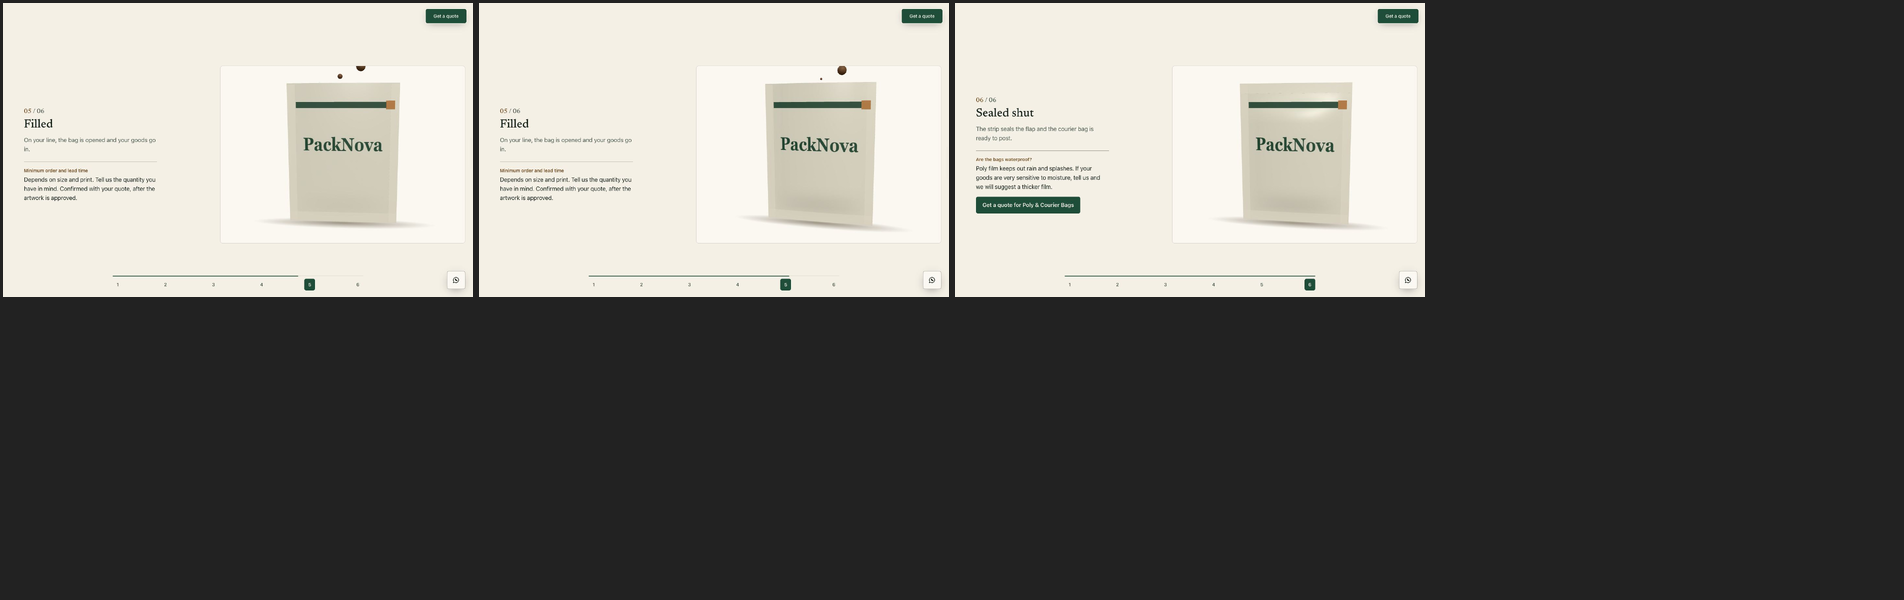 Get a quote
05 / 06
Filled
On your line, the bag is opened and your goods go
in.
Minimum order and lead time
Depends on size and print. Tell us the quantity you
have in mind. Confirmed with your quote, after the
artwork is approved.
PackNova
1 2 3 4 5 6
Get a quote
05 / 06
Filled
On your line, the bag is opened and your goods go
in.
Minimum order and lead time
Depends on size and print. Tell us the quantity you
have in mind. Confirmed with your quote, after the
artwork is approved.
PackNova
1 2 3 4 5 6
Get a quote
06 / 06
Sealed shut
The strip seals the flap and the courier bag is
ready to post.
Are the bags waterproof?
Poly film keeps out rain and splashes. If your
goods are very sensitive to moisture, tell us and
we will suggest a thicker film.
Get a quote for Poly & Courier Bags
PackNova
1 2 3 4 5 6